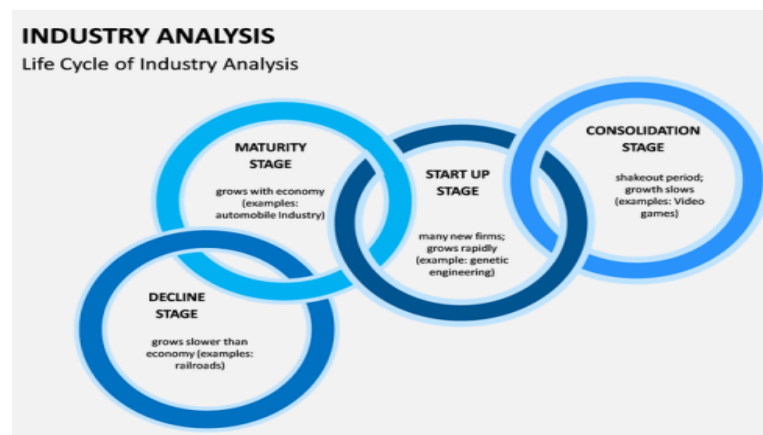 INDUSTRY ANALYSIS
Life Cycle of Industry Analysis
MATURITY
STAGE
grows with economy
(examples:
automobile Industry)
START UP
STAGE
many new firms;
grows rapidly
(example: genetic
engineering)
CONSOLIDATION
STAGE
shakeout period;
growth slows
(examples: Video
games)
DECLINE
STAGE
grows slower than
economy (examples:
railroads)